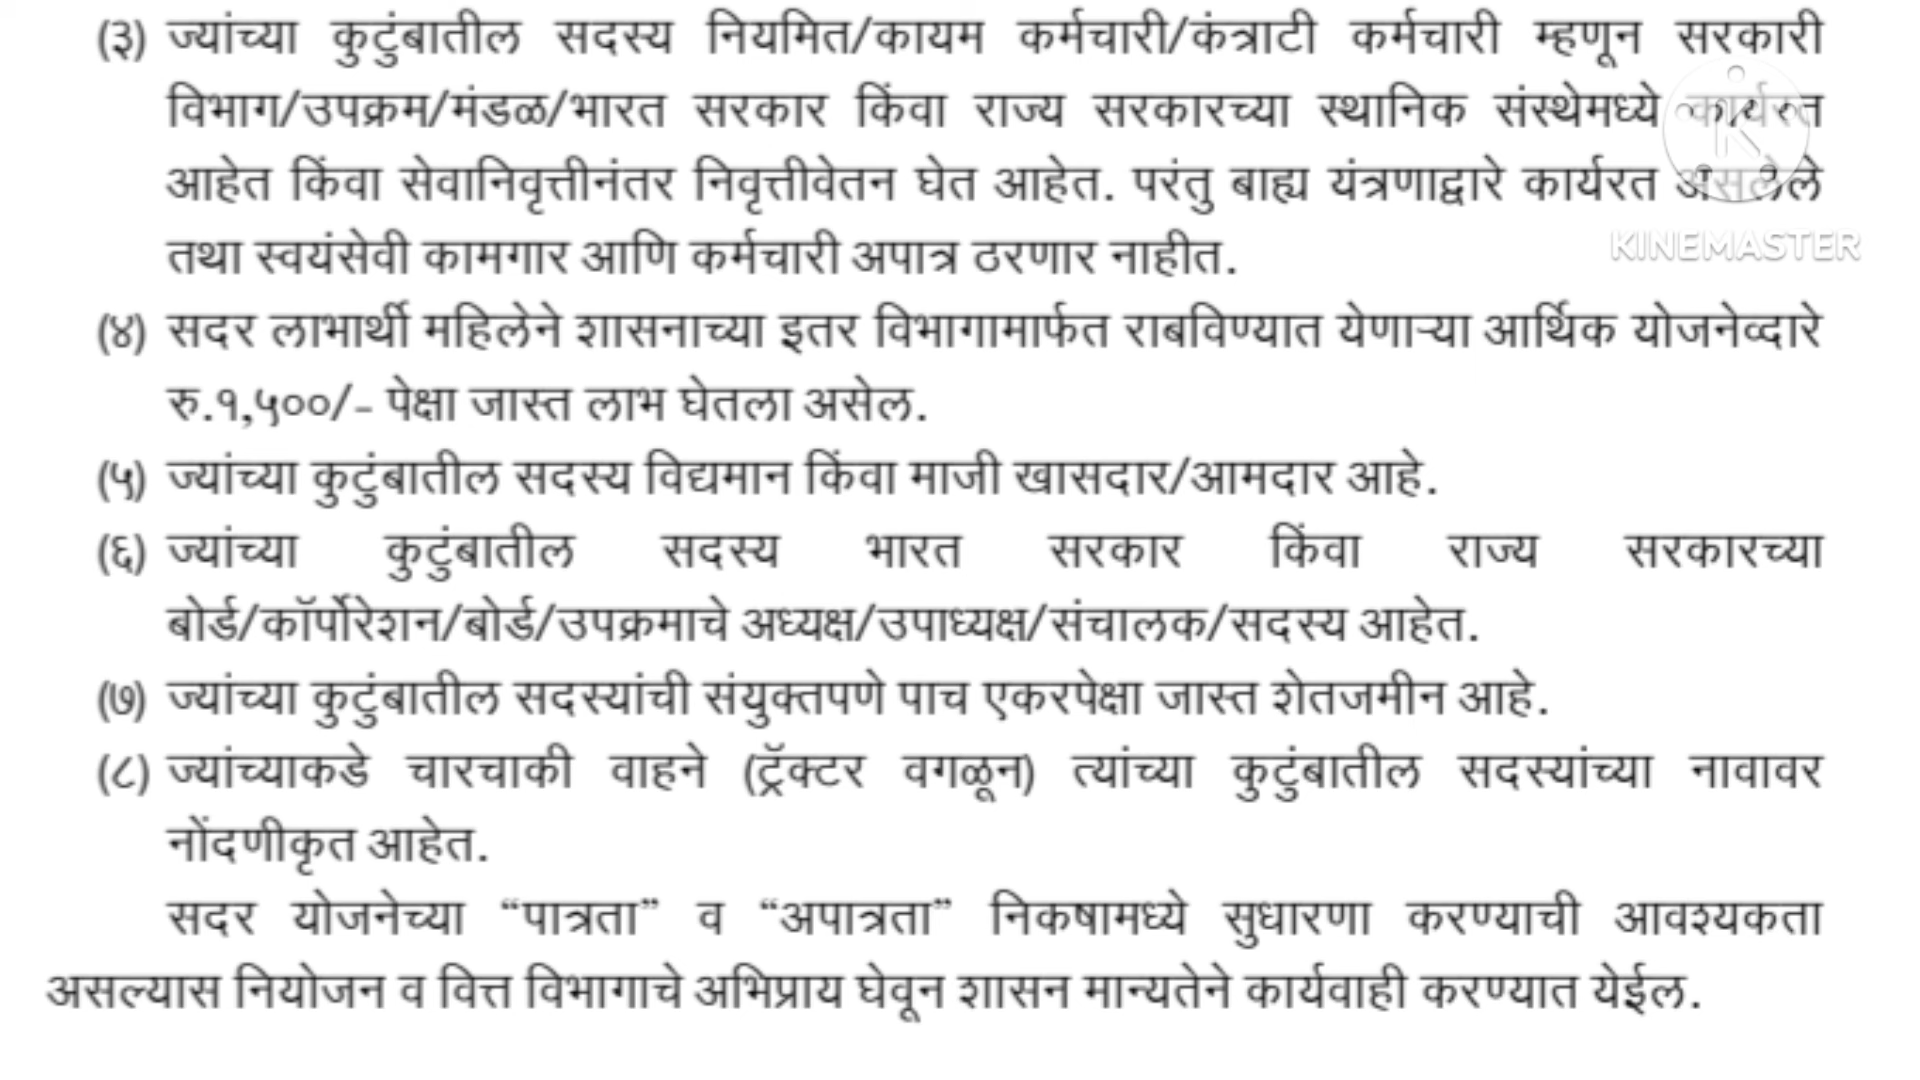 (३) ज्यांच्या कुटुंबातील सदस्य नियमित/कायम कर्मचारी/कंत्राटी कर्मचारी म्हणून सरकारी
विभाग/उपक्रम/मंडळ/भारत सरकार किंवा राज्य सरकारच्या स्थानिक संस्थेमध्ये कार्यरत
आहेत किंवा सेवानिवृत्तीनंतर निवृत्तीवेतन घेत आहेत. परंतु बाह्य यंत्रणाद्वारे कार्यरत असलेले
तथा स्वयंसेवी कामगार आणि कर्मचारी अपात्र ठरणार नाहीत.
KINEMASTER
(४) सदर लाभार्थी महिलेने शासनाच्या इतर विभागामार्फत राबविण्यात येणाऱ्या आर्थिक योजनेव्दारे
रु.१,५००/- पेक्षा जास्त लाभ घेतला असेल.
(५) ज्यांच्या कुटुंबातील सदस्य विद्यमान किंवा माजी खासदार/आमदार आहे.
(६) ज्यांच्या कुटुंबातील सदस्य भारत सरकार किंवा राज्य सरकारच्या
बोर्ड/कॉर्पोरेशन/बोर्ड/उपक्रमाचे अध्यक्ष/उपाध्यक्ष/संचालक/सदस्य आहेत.
(७) ज्यांच्या कुटुंबातील सदस्यांची संयुक्तपणे पाच एकरपेक्षा जास्त शेतजमीन आहे.
(८) ज्यांच्याकडे चारचाकी वाहने (ट्रॅक्टर वगळून) त्यांच्या कुटुंबातील सदस्यांच्या नावावर
नोंदणीकृत आहेत.
सदर योजनेच्या “पात्रता” व “अपात्रता” निकषामध्ये सुधारणा करण्याची आवश्यकता
असल्यास नियोजन व वित्त विभागाचे अभिप्राय घेवून शासन मान्यतेने कार्यवाही करण्यात येईल.